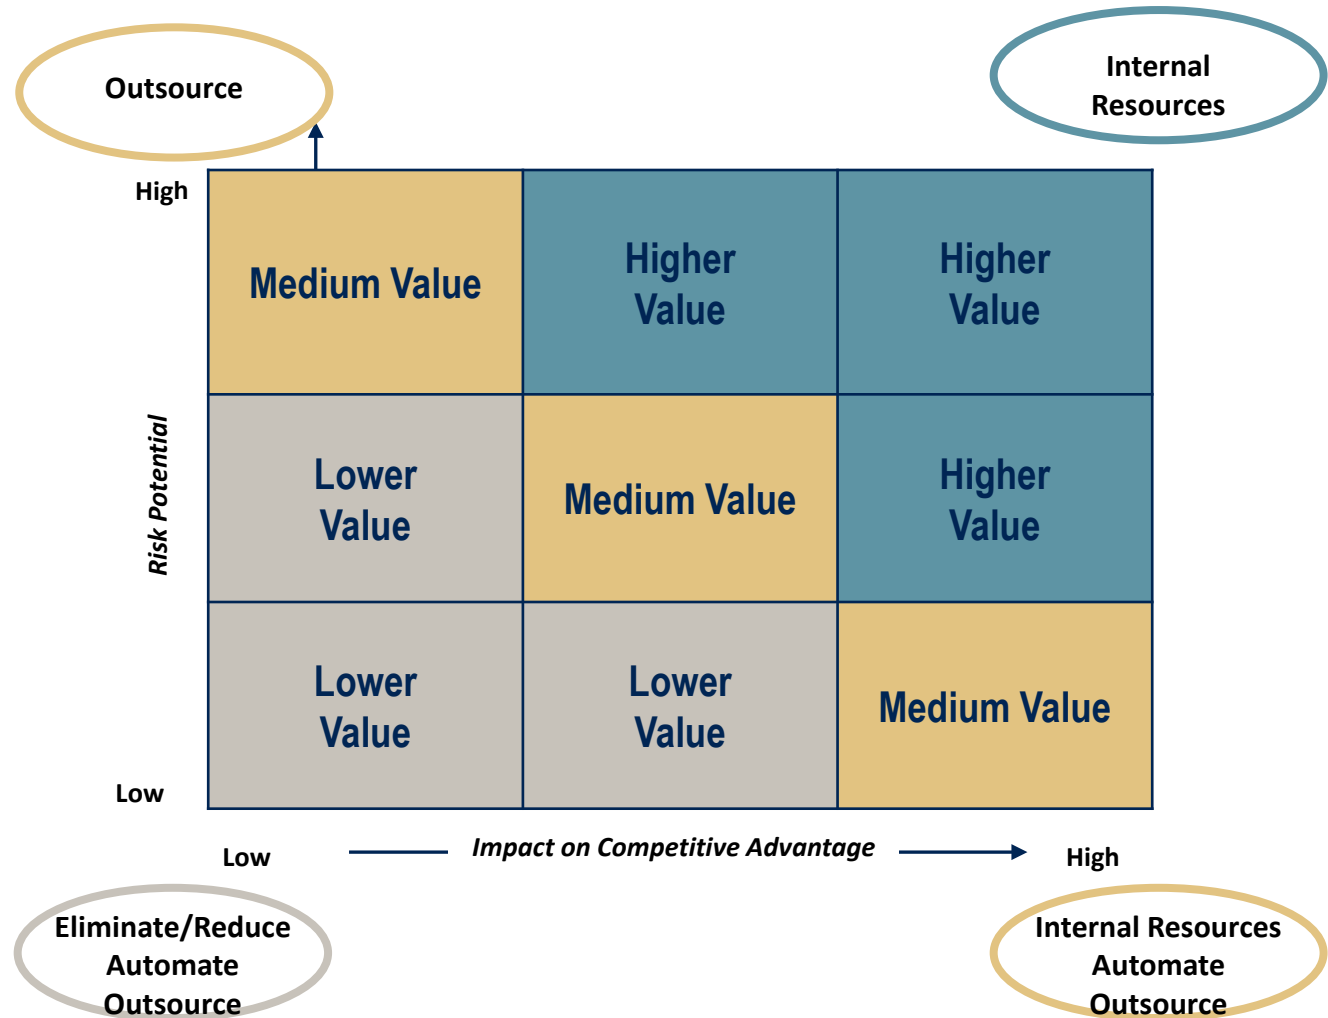 Outsource
Internal
Resources
High
Medium Value
Higher
Value
Higher
Value
Risk Potential
Lower
Value
Medium Value
Higher
Value
Lower
Value
Lower
Value
Medium Value
Low
Low
Impact on Competitive Advantage
High
Eliminate/Reduce
Automate
Outsource
Internal Resources
Automate
Outsource